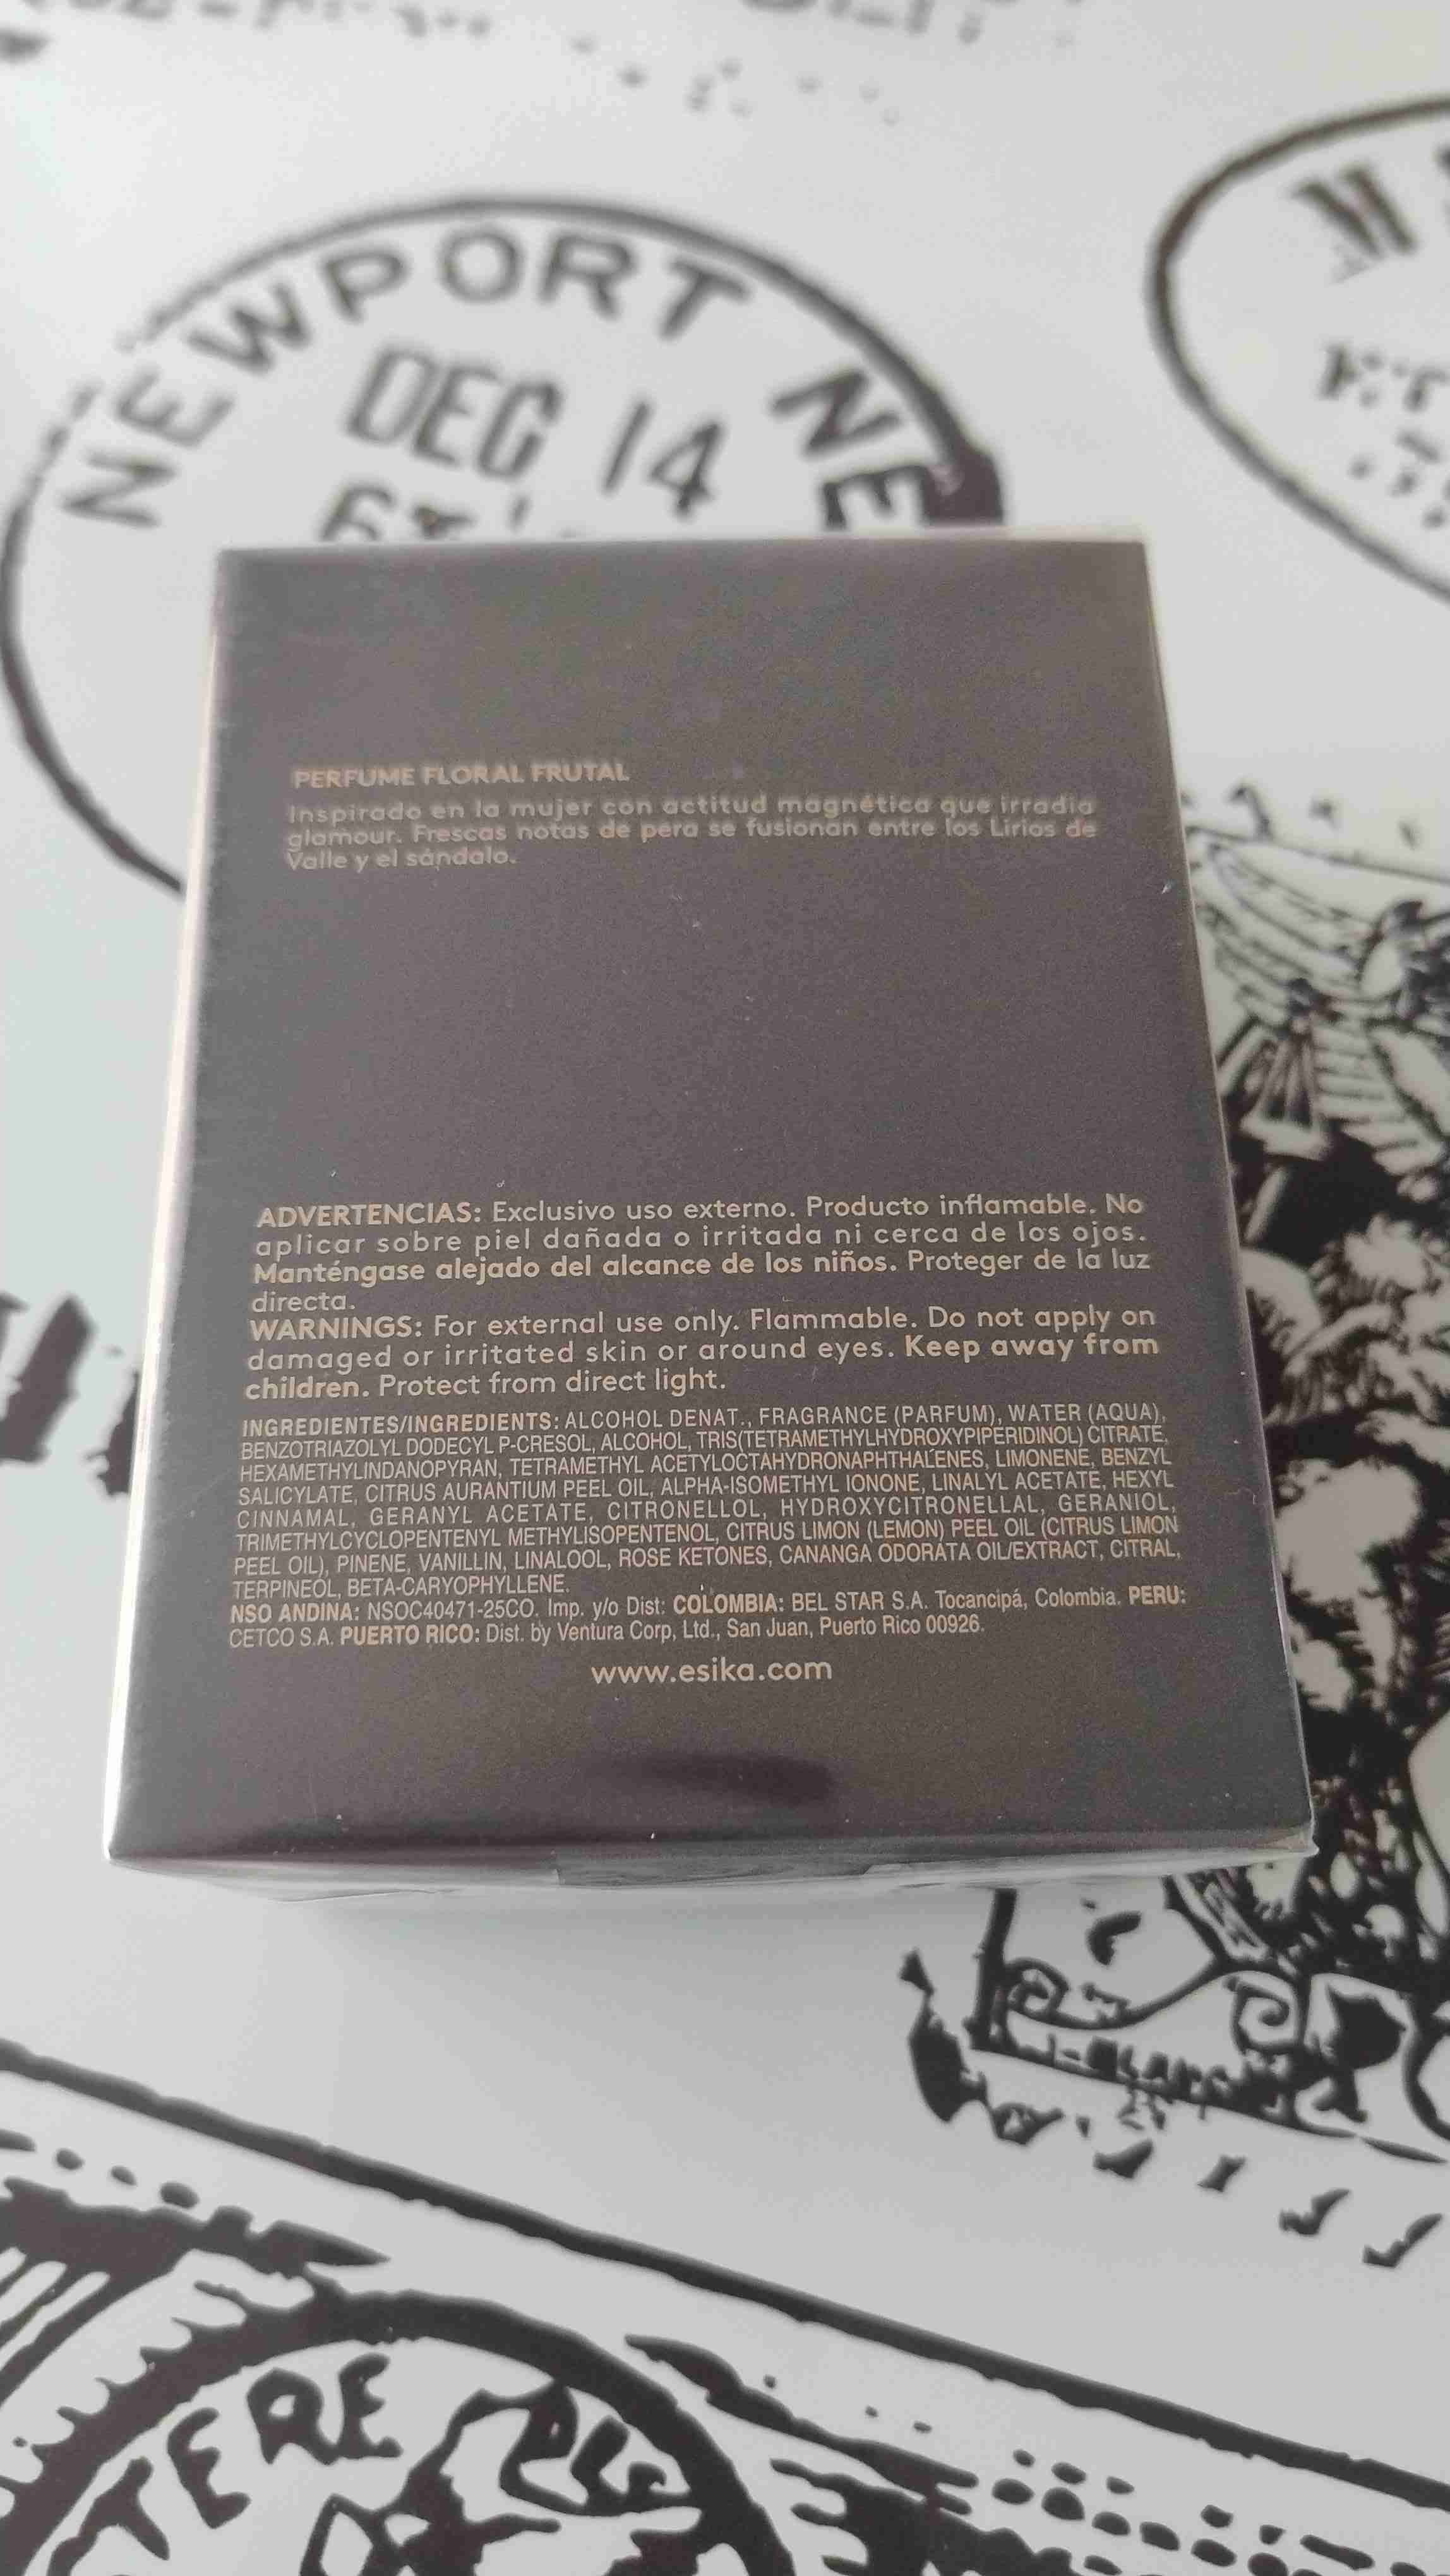 NEWPORT NE
DEC 14
PERFUME FLORAL FRUTAL
Inspirado en la mujer con actitud magnética que irradia
glamour. Frescas notas de pera se fusionan entre los Lirios de
Valle y el sándalo.
ADVERTENCIAS: Exclusivo uso externo. Producto inflamable. No
aplicar sobre piel dañada o irritada ni cerca de los ojos.
Manténgase alejado del alcance de los niños. Proteger de la luz
directa.
WARNINGS: For external use only. Flammable. Do not apply on
damaged or irritated skin or around eyes. Keep away from
children. Protect from direct light.
INGREDIENTES/INGREDIENTS: ALCOHOL DENAT., FRAGRANCE (PARFUM), WATER (AQUA),
BENZOTRIAZOLYL DODECYL P-CRESOL, ALCOHOL, TRIS(TETRAMETHYLHYDROXYPIPERIDINOL) CITRATE,
HEXAMETHYLINDANOPYRAN, TETRAMETHYL ACETYLOCTAHYDRONAPHTHALENES, LIMONENE, BENZYL
SALICYLATE, CITRUS AURANTIUM PEEL OIL, ALPHA-ISOMETHYL IONONE, LINALYL ACETATE, HEXYL
CINNAMAL, GERANYL ACETATE, CITRONELLOL, HYDROXYCITRONELLAL, GERANIOL,
TRIMETHYLCYCLOPENTENYL METHYLISOPENTENOL, CITRUS LIMON (LEMON) PEEL OIL (CITRUS LIMON
PEEL OIL), PINENE, VANILLIN, LINALOOL, ROSE KETONES, CANANGA ODORATA OIL/EXTRACT, CITRAL,
TERPINEOL, BETA-CARYOPHYLLENE.
NSO ANDINA: NSOC40471-25CO. Imp. y/o Dist: COLOMBIA: BEL STAR S.A. Tocancipá, Colombia. PERU:
CETCO S.A. PUERTO RICO: Dist. by Ventura Corp, Ltd., San Juan, Puerto Rico 00926.
www.esika.com
TERE